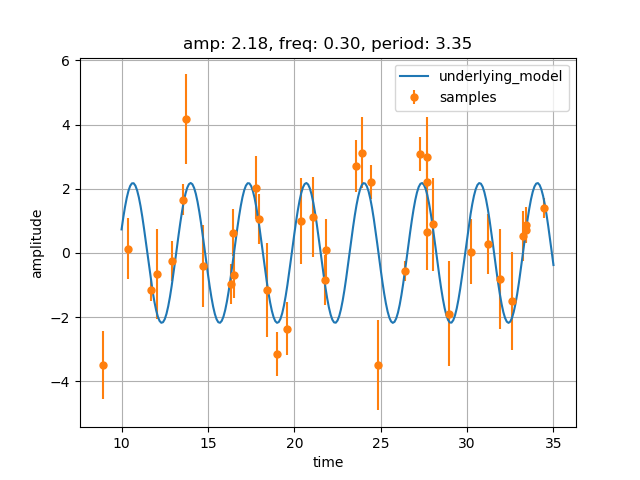 amp: 2.18, freq: 0.30, period: 3.35
underlying_model
samples
amplitude
6
4
2
0
−2
−4
10
15
20
25
30
35
time